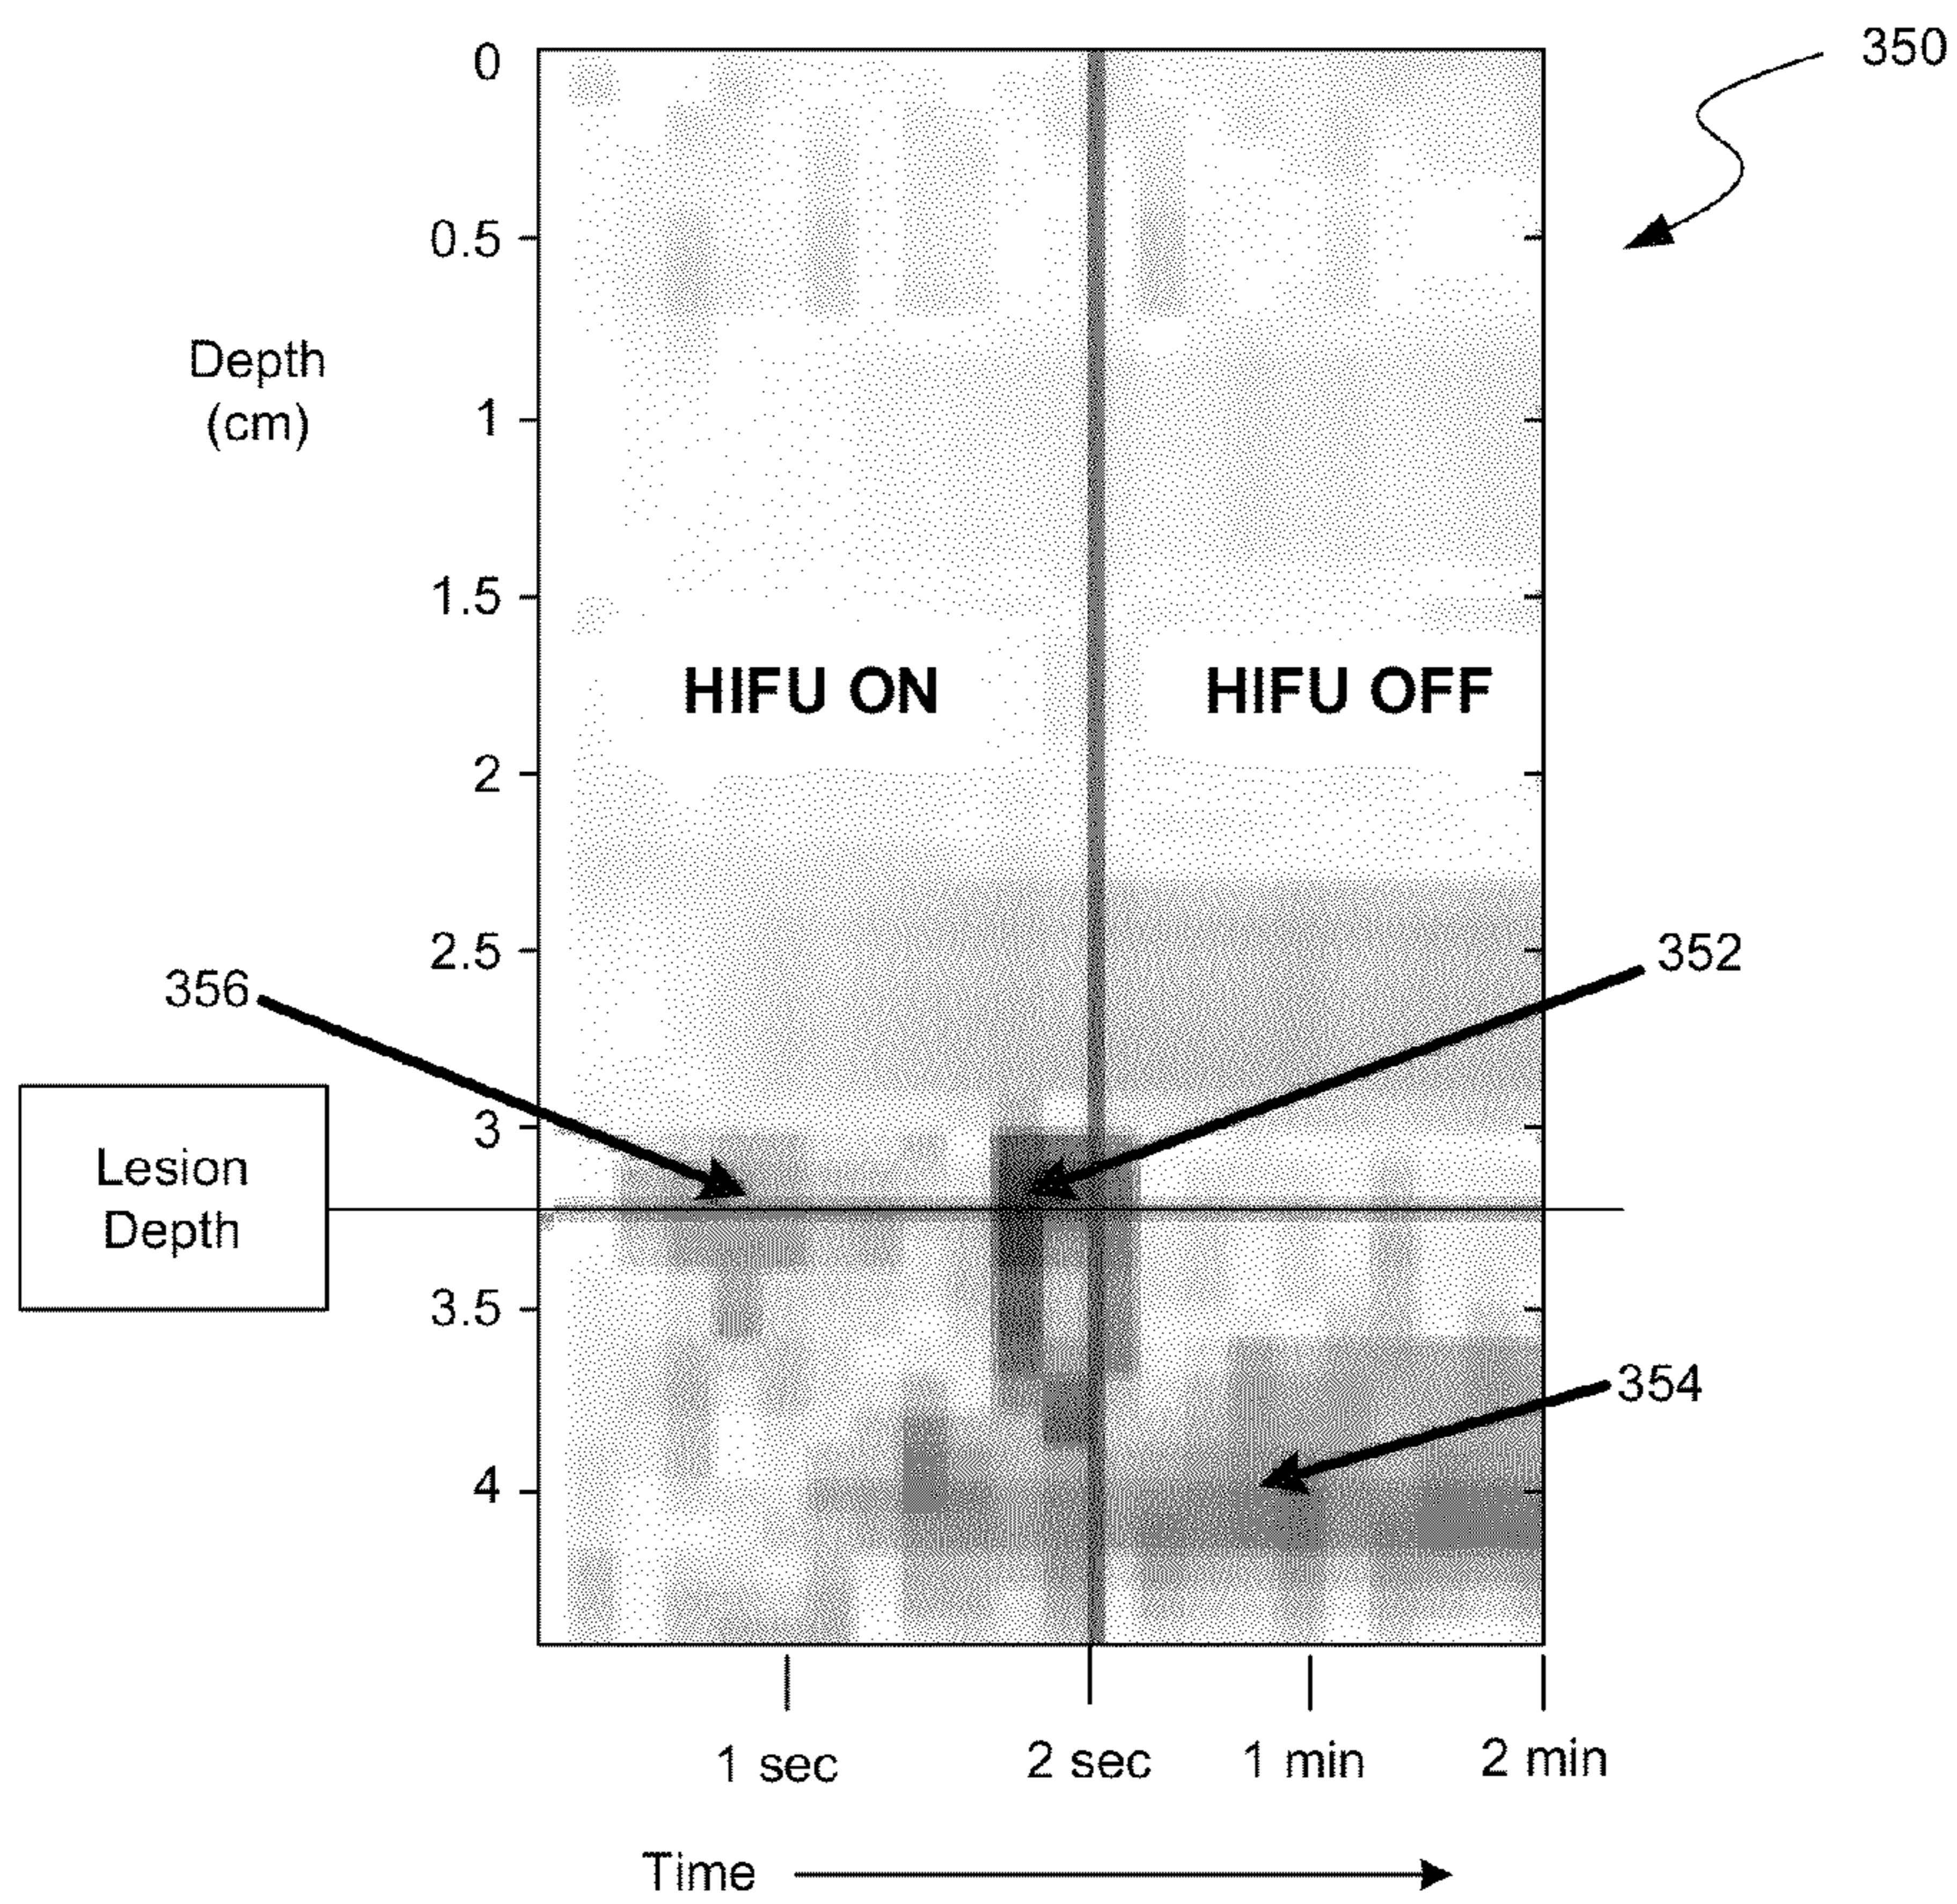 350
0
0.5
Depth
(cm)
1
1.5
HIFU ON
HIFU OFF
2
2.5
352
356
3
Lesion
Depth
3.5
354
4
1 sec
2 sec
1 min
2 min
Time